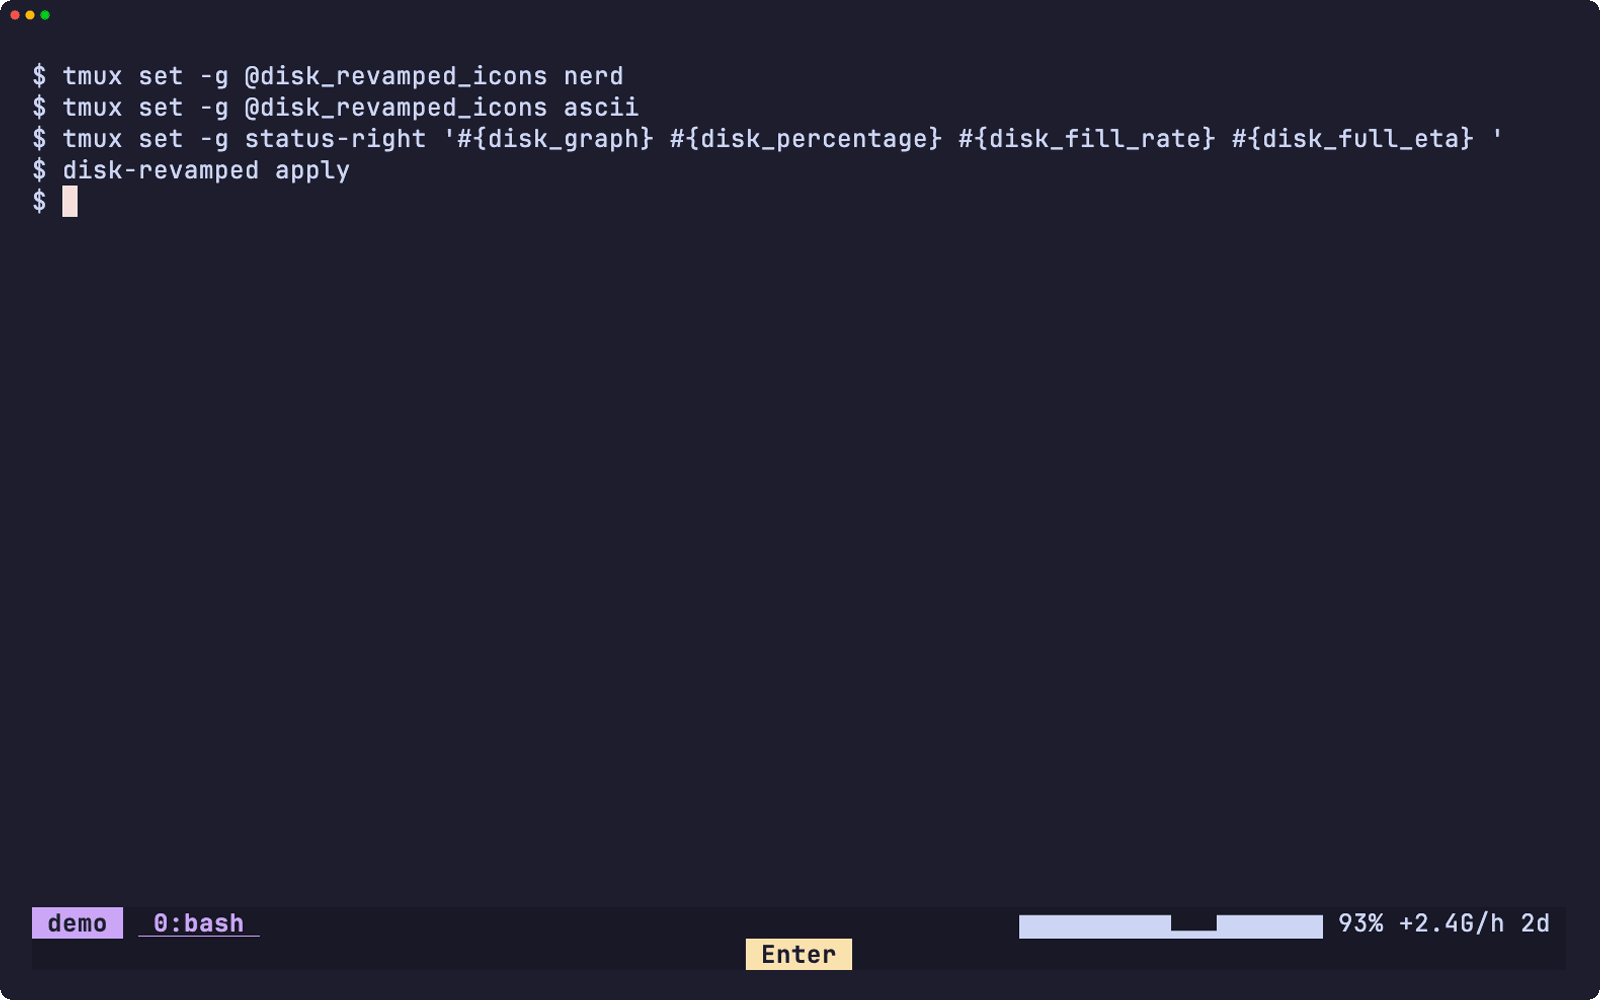 $ tmux set -g @disk_revamped_icons nerd
$ tmux set -g @disk_revamped_icons ascii
$ tmux set -g status-right '#{disk_graph} #{disk_percentage} #{disk_fill_rate} #{disk_full_eta} '
$ disk-revamped apply
$
demo 0:bash 93% +2.4G/h 2d
Enter